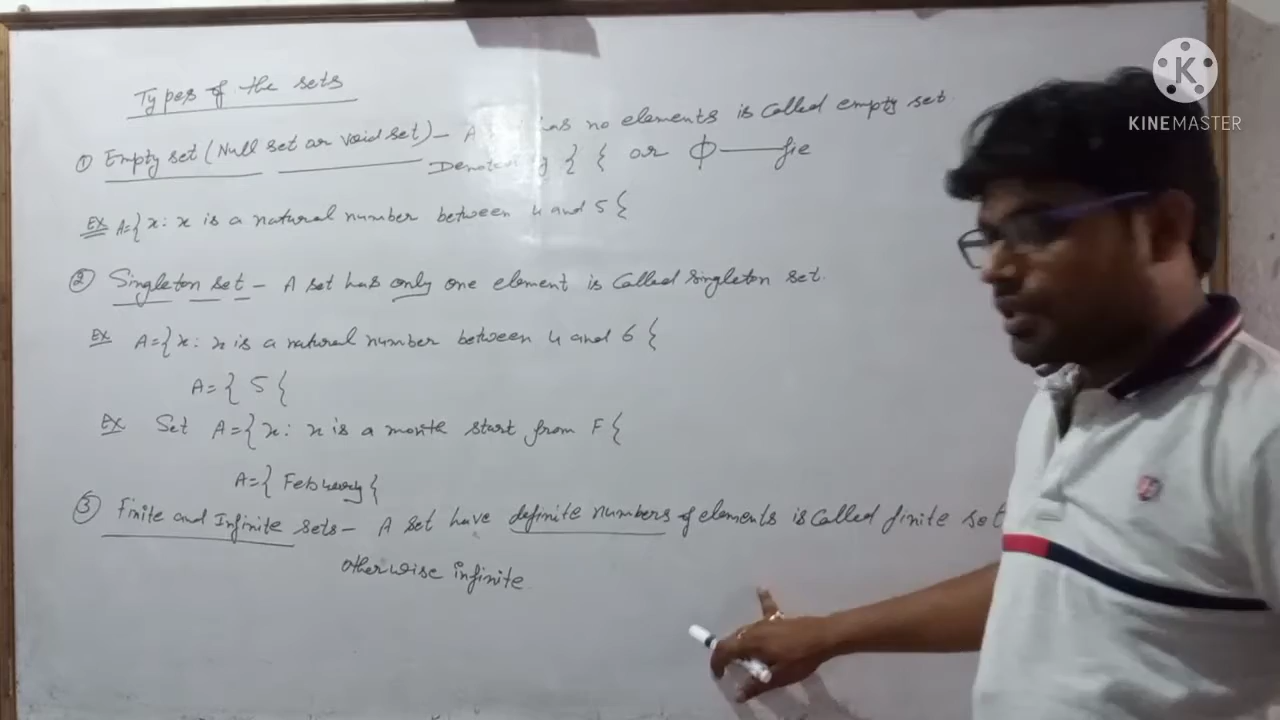 Types of the sets
① Empty set (Null set or void set) - A has no elements is called empty set.
} { or ϕ — fie
Ex A={x: x is a natural number between 4 and 5{
② Singleton set - A set has only one element is called singleton set.
Ex A={x: x is a natural number between 4 and 6{
A={ 5 {
Ex Set A={x: x is a month start from F{
A={ February {
③ Finite and Infinite sets - A set have definite numbers of elements is called finite set
otherwise infinite.
K
KINEMASTER